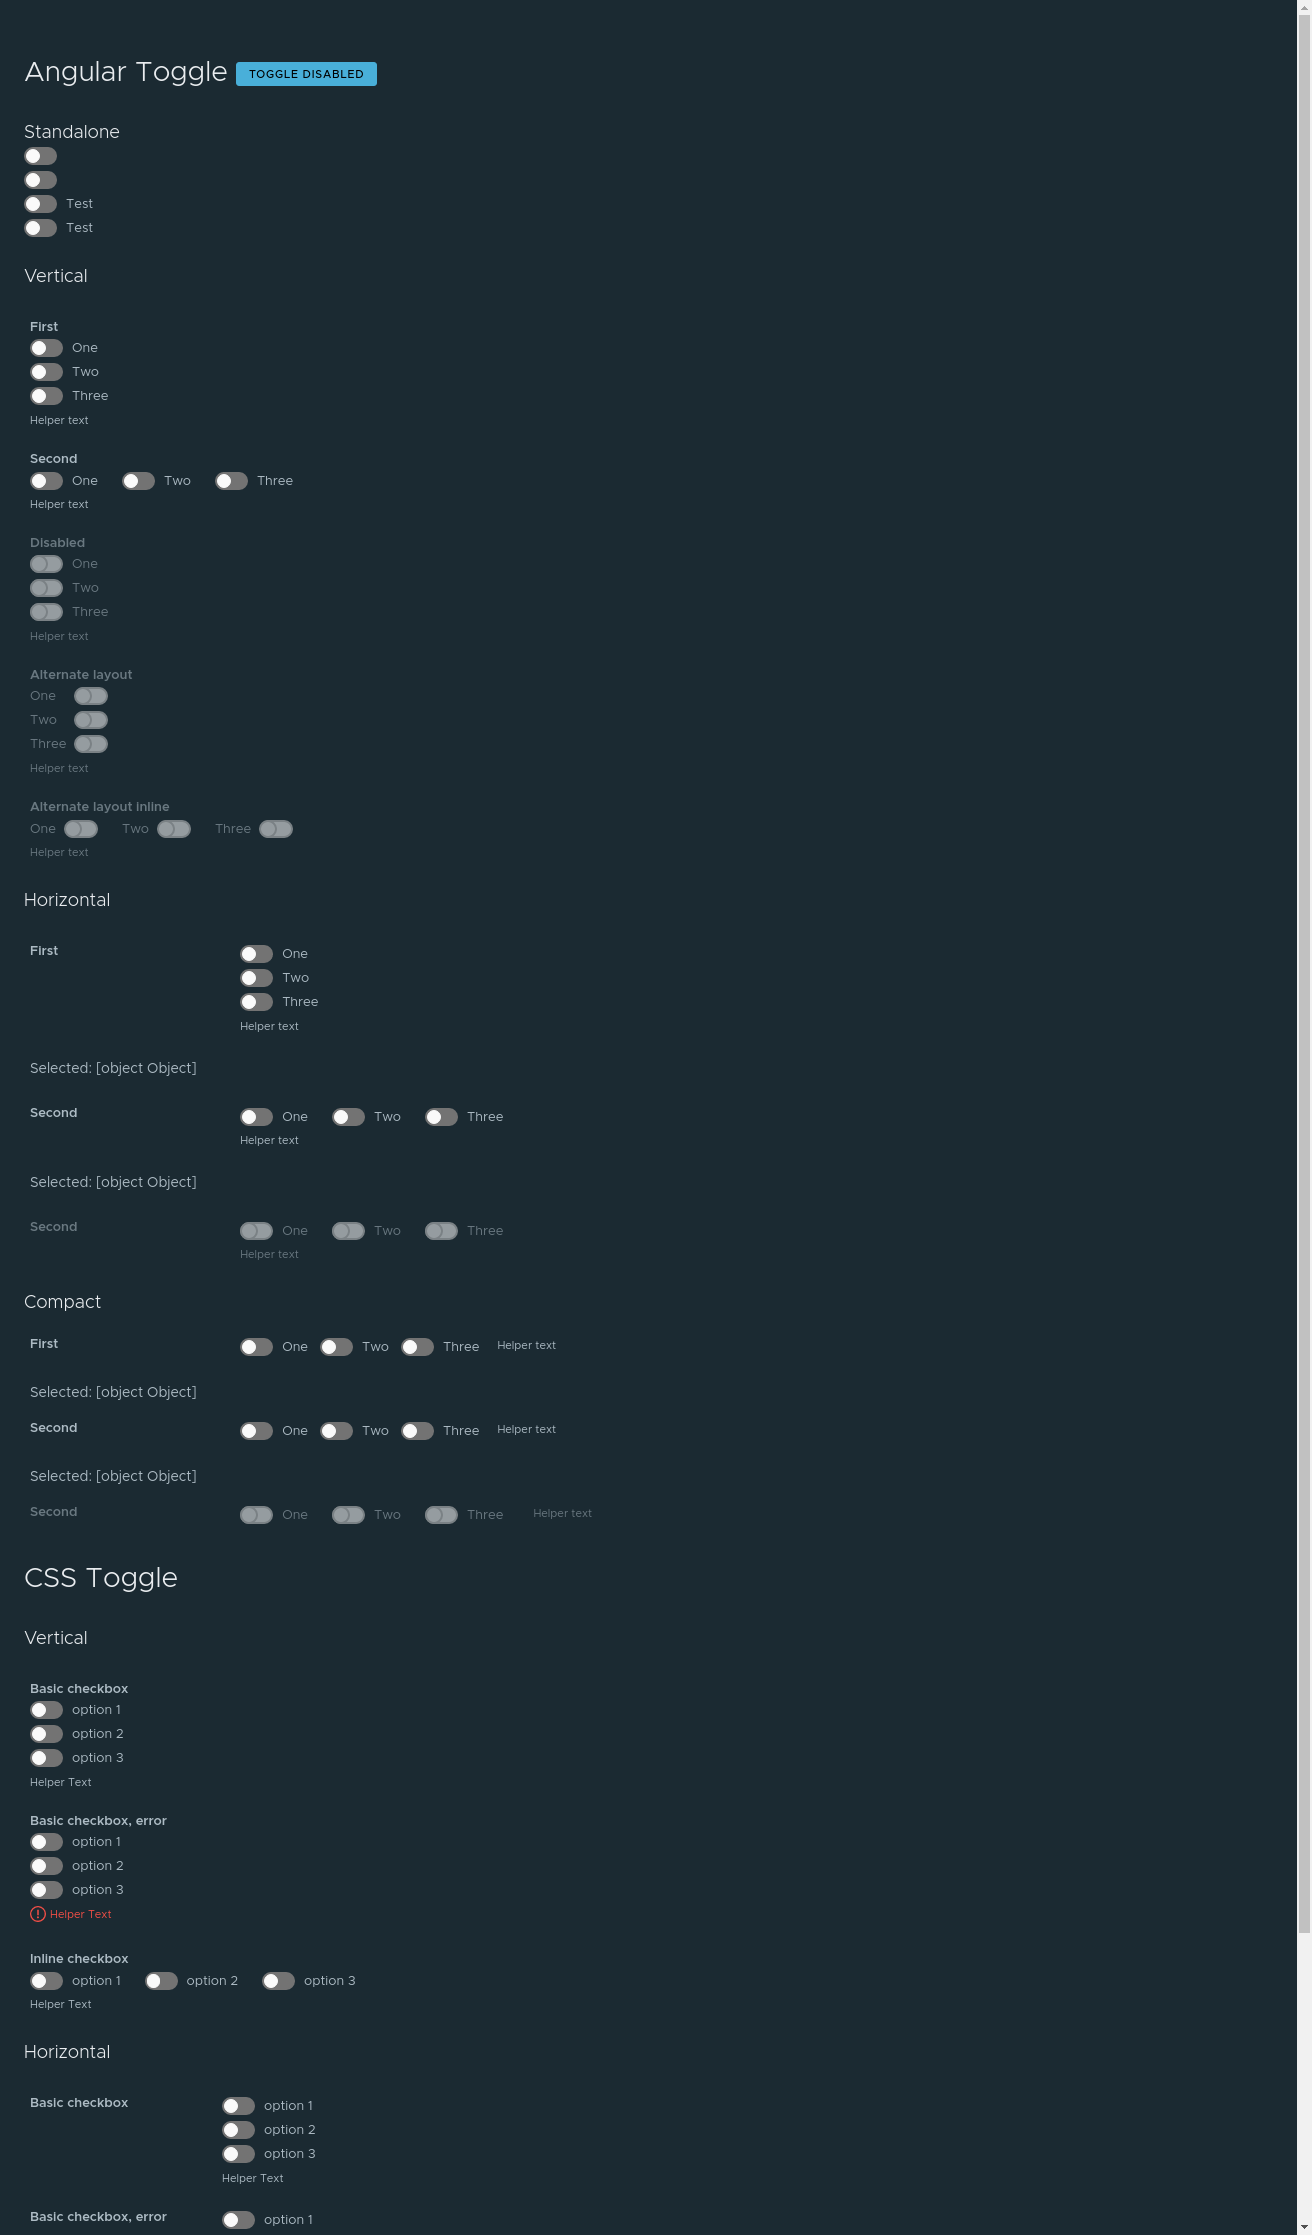 Angular Toggle TOGGLE DISABLED
Standalone
Test
Test
Vertical
First
One
Two
Three
Helper text
Second
One Two Three
Helper text
Disabled
One
Two
Three
Helper text
Alternate layout
One
Two
Three
Helper text
Alternate layout inline
One Two Three
Helper text
Horizontal
First One
Two
Three
Helper text
Selected: [object Object]
Second One Two Three
Helper text
Selected: [object Object]
Second One Two Three
Helper text
Compact
First One Two Three Helper text
Selected: [object Object]
Second One Two Three Helper text
Selected: [object Object]
Second One Two Three Helper text
CSS Toggle
Vertical
Basic checkbox
option 1
option 2
option 3
Helper Text
Basic checkbox, error
option 1
option 2
option 3
Helper Text
Inline checkbox
option 1 option 2 option 3
Helper Text
Horizontal
Basic checkbox option 1
option 2
option 3
Helper Text
Basic checkbox, error option 1